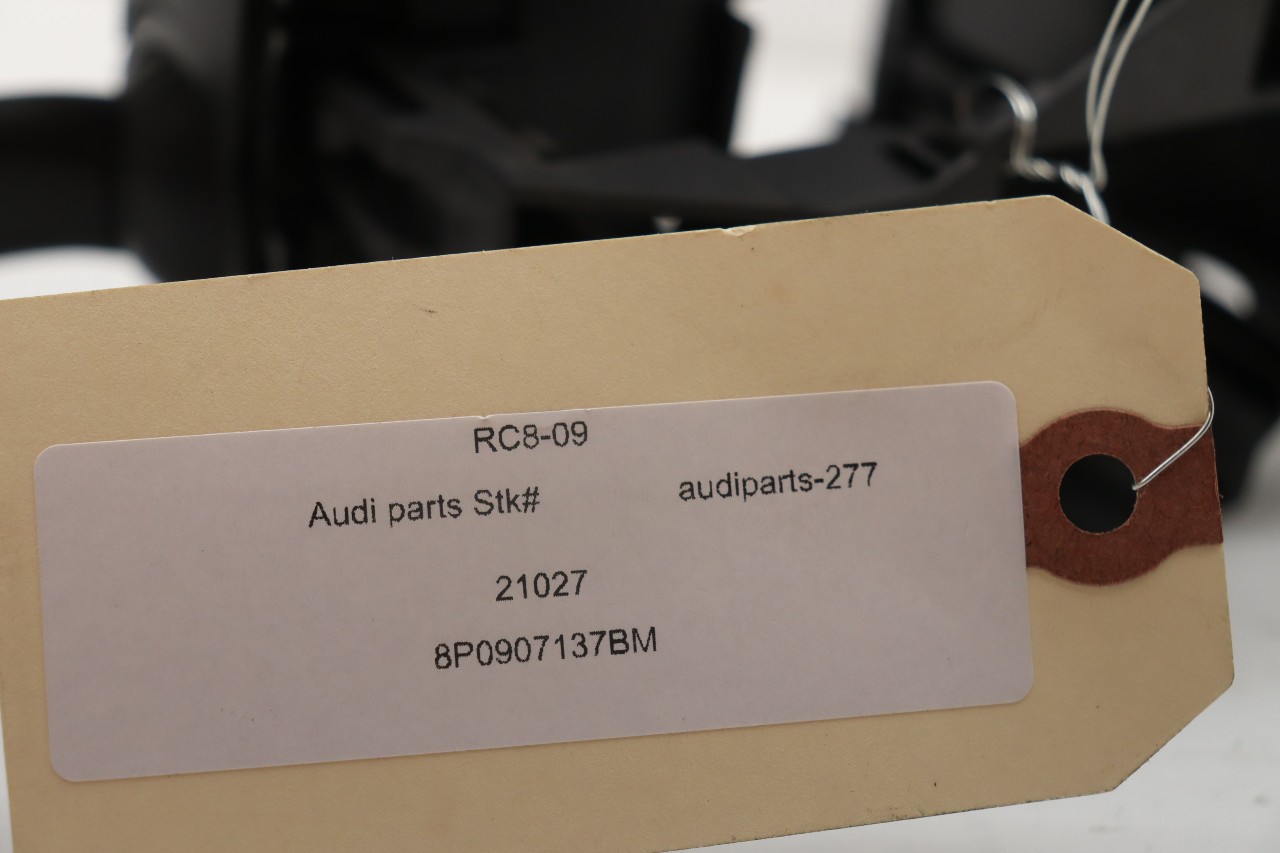 RC8-09
Audi parts Stk# audiparts-277
21027
8P0907137BM